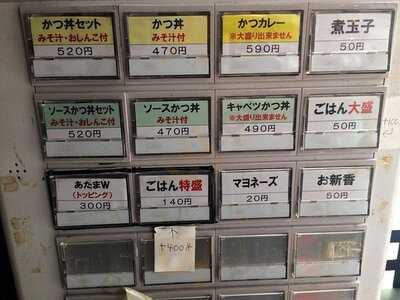 かつ丼セット
みそ汁・おしんこ付
520円
かつ丼
みそ汁付
470円
かつカレー
※大盛り出来ません
590円
煮玉子
50円
ソースかつ丼セット
みそ汁・おしんこ付
520円
ソースかつ丼
みそ汁付
470円
キャベツかつ丼
※大盛り出来ません
490円
ごはん大盛
50円
あたまW
(トッピング)
300円
ごはん特盛
140円
マヨネーズ
20円
お新香
50円